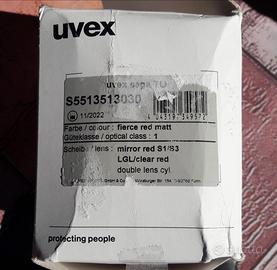 uvex
S5513513030
11/2022
Farbe / colour : fierce red matt
Güteklasse / optical class : 1
Scheibe / lens : mirror red S1/S3
LGL/clear red
double lens cyl.
protecting people